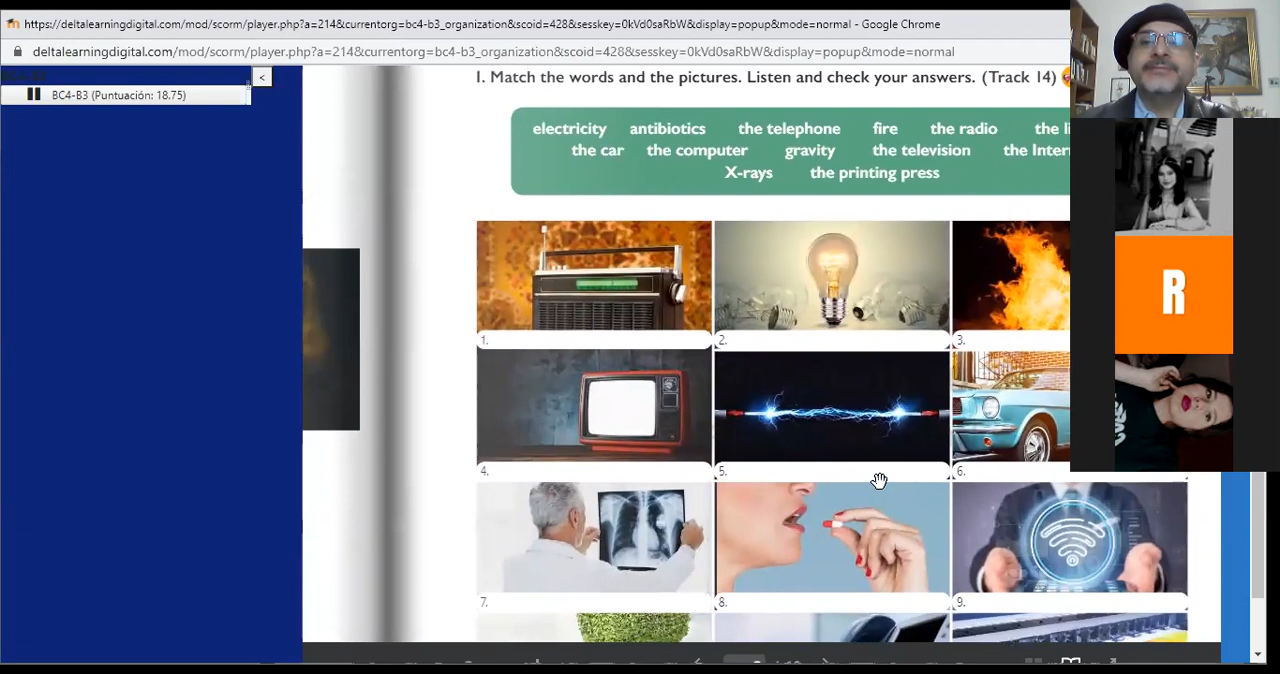 https://deltalearningdigital.com/mod/scorm/player.php?a=214&currentorg=bc4-b3_organization&scoid=428&sesskey=0kVd0saRbW&display=popup&mode=normal - Google Chrome
deltalearningdigital.com/mod/scorm/player.php?a=214&currentorg=bc4-b3_organization&scoid=428&sesskey=0kVd0saRbW&display=popup&mode=normal
BC4-B3
<
BC4-B3 (Puntuación: 18.75)
I. Match the words and the pictures. Listen and check your answers. (Track 14)
electricity antibiotics the telephone fire the radio the
the car the computer gravity the television the
X-rays the printing press
1. 2. 3.
4. 5. 6.
7. 8. 9.
R